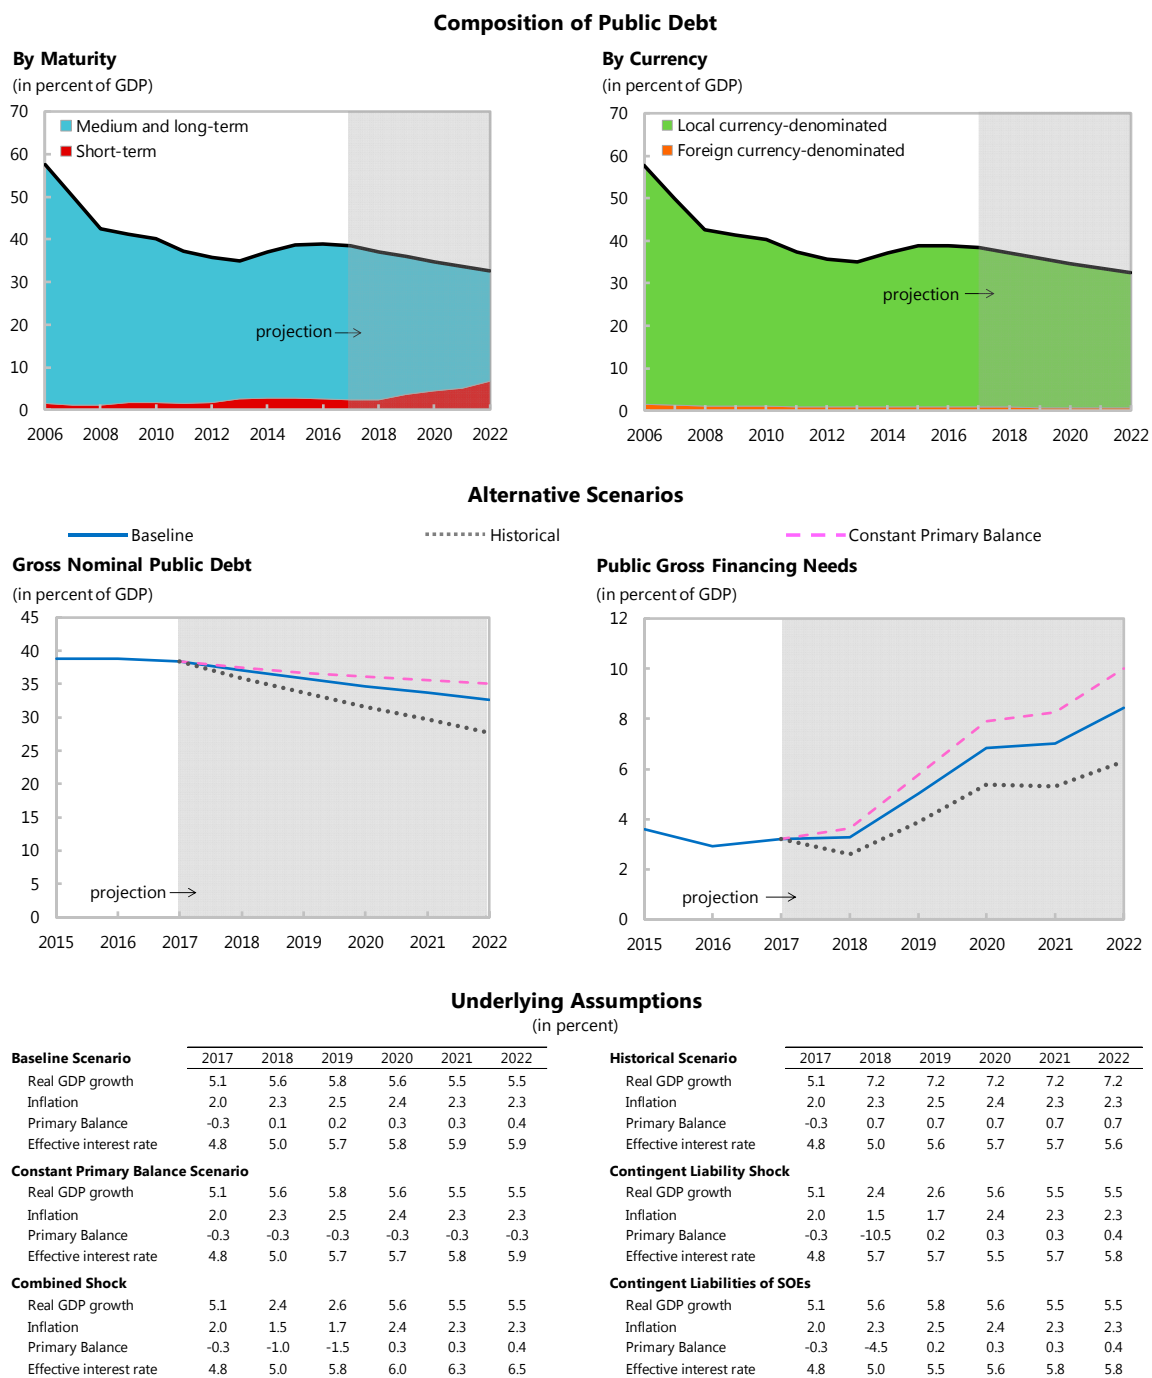 Composition of Public Debt
By Maturity
(in percent of GDP)
70
60
50
40
30
20
10
0
Medium and long-term
Short-term
projection
2006 2008 2010 2012 2014 2016 2018 2020 2022
By Currency
(in percent of GDP)
70
60
50
40
30
20
10
0
Local currency-denominated
Foreign currency-denominated
projection
2006 2008 2010 2012 2014 2016 2018 2020 2022
Alternative Scenarios
Baseline Historical Constant Primary Balance
Gross Nominal Public Debt
(in percent of GDP)
45
40
35
30
25
20
15
10
5
0
projection
2015 2016 2017 2018 2019 2020 2021 2022
Public Gross Financing Needs
(in percent of GDP)
12
10
8
6
4
2
0
projection
2015 2016 2017 2018 2019 2020 2021 2022
Underlying Assumptions
(in percent)
Baseline Scenario 2017 2018 2019 2020 2021 2022
Real GDP growth 5.1 5.6 5.8 5.6 5.5 5.5
Inflation 2.0 2.3 2.5 2.4 2.3 2.3
Primary Balance -0.3 0.1 0.2 0.3 0.3 0.4
Effective interest rate 4.8 5.0 5.7 5.8 5.9 5.9
Constant Primary Balance Scenario
Real GDP growth 5.1 5.6 5.8 5.6 5.5 5.5
Inflation 2.0 2.3 2.5 2.4 2.3 2.3
Primary Balance -0.3 -0.3 -0.3 -0.3 -0.3 -0.3
Effective interest rate 4.8 5.0 5.7 5.7 5.8 5.9
Combined Shock
Real GDP growth 5.1 2.4 2.6 5.6 5.5 5.5
Inflation 2.0 1.5 1.7 2.4 2.3 2.3
Primary Balance -0.3 -1.0 -1.5 0.3 0.3 0.4
Effective interest rate 4.8 5.0 5.8 6.0 6.3 6.5
Historical Scenario 2017 2018 2019 2020 2021 2022
Real GDP growth 5.1 7.2 7.2 7.2 7.2 7.2
Inflation 2.0 2.3 2.5 2.4 2.3 2.3
Primary Balance -0.3 0.7 0.7 0.7 0.7 0.7
Effective interest rate 4.8 5.0 5.6 5.7 5.7 5.6
Contingent Liability Shock
Real GDP growth 5.1 2.4 2.6 5.6 5.5 5.5
Inflation 2.0 1.5 1.7 2.4 2.3 2.3
Primary Balance -0.3 -10.5 0.2 0.3 0.3 0.4
Effective interest rate 4.8 5.7 5.7 5.5 5.7 5.8
Contingent Liabilities of SOEs
Real GDP growth 5.1 5.6 5.8 5.6 5.5 5.5
Inflation 2.0 2.3 2.5 2.4 2.3 2.3
Primary Balance -0.3 -4.5 0.2 0.3 0.3 0.4
Effective interest rate 4.8 5.0 5.5 5.6 5.8 5.8